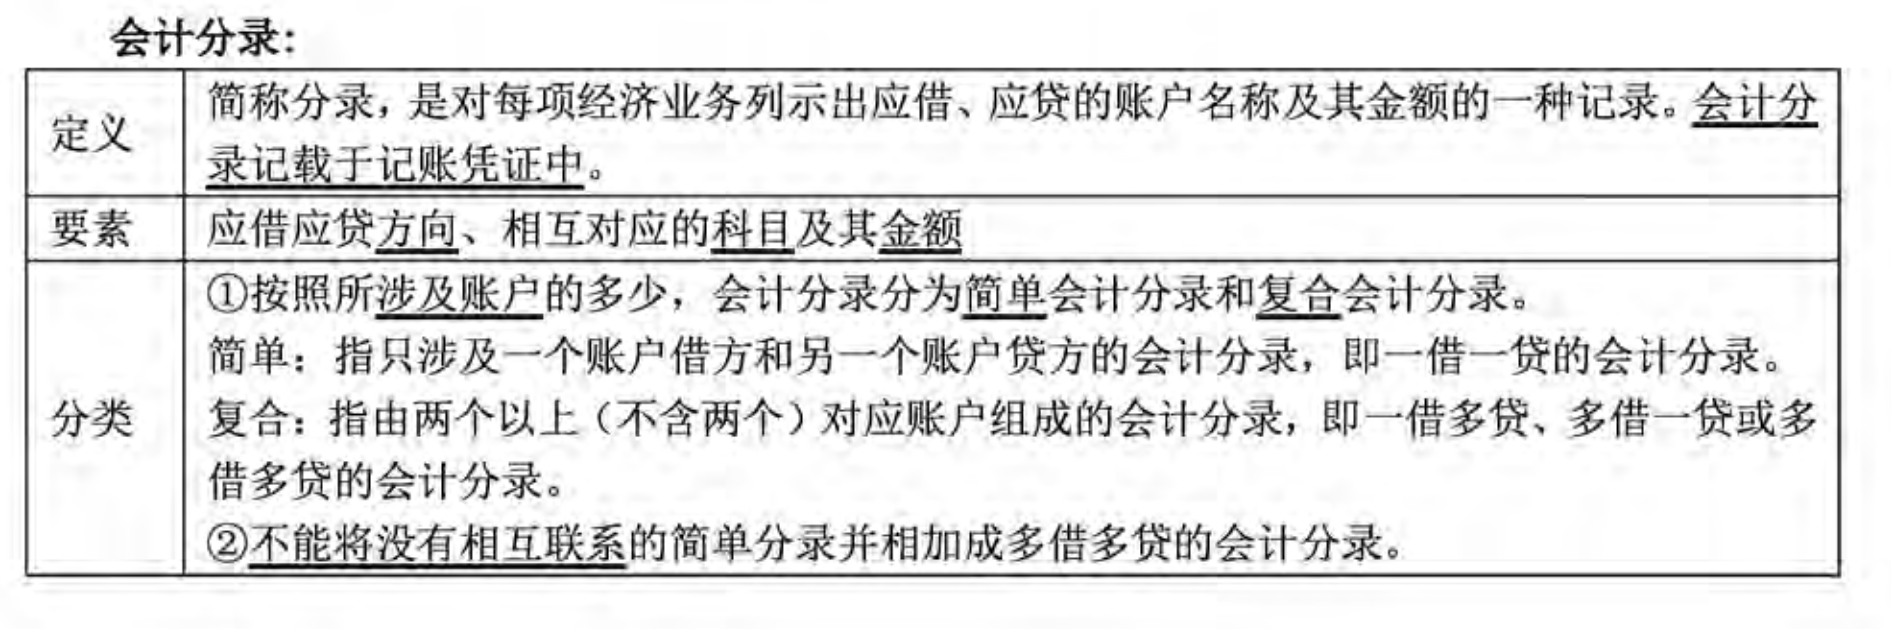 会计分录:
定义
简称分录，是对每项经济业务列示出应借、应贷的账户名称及其金额的一种记录。会计分
录记载于记账凭证中。
要素
应借应贷方向、相互对应的科目及其金额
分类
①按照所涉及账户的多少，会计分录分为简单会计分录和复合会计分录。
简单：指只涉及一个账户借方和另一个账户贷方的会计分录，即一借一贷的会计分录。
复合：指由两个以上（不含两个）对应账户组成的会计分录，即一借多贷、多借一贷或多
借多贷的会计分录。
②不能将没有相互联系的简单分录并相加成多借多贷的会计分录。